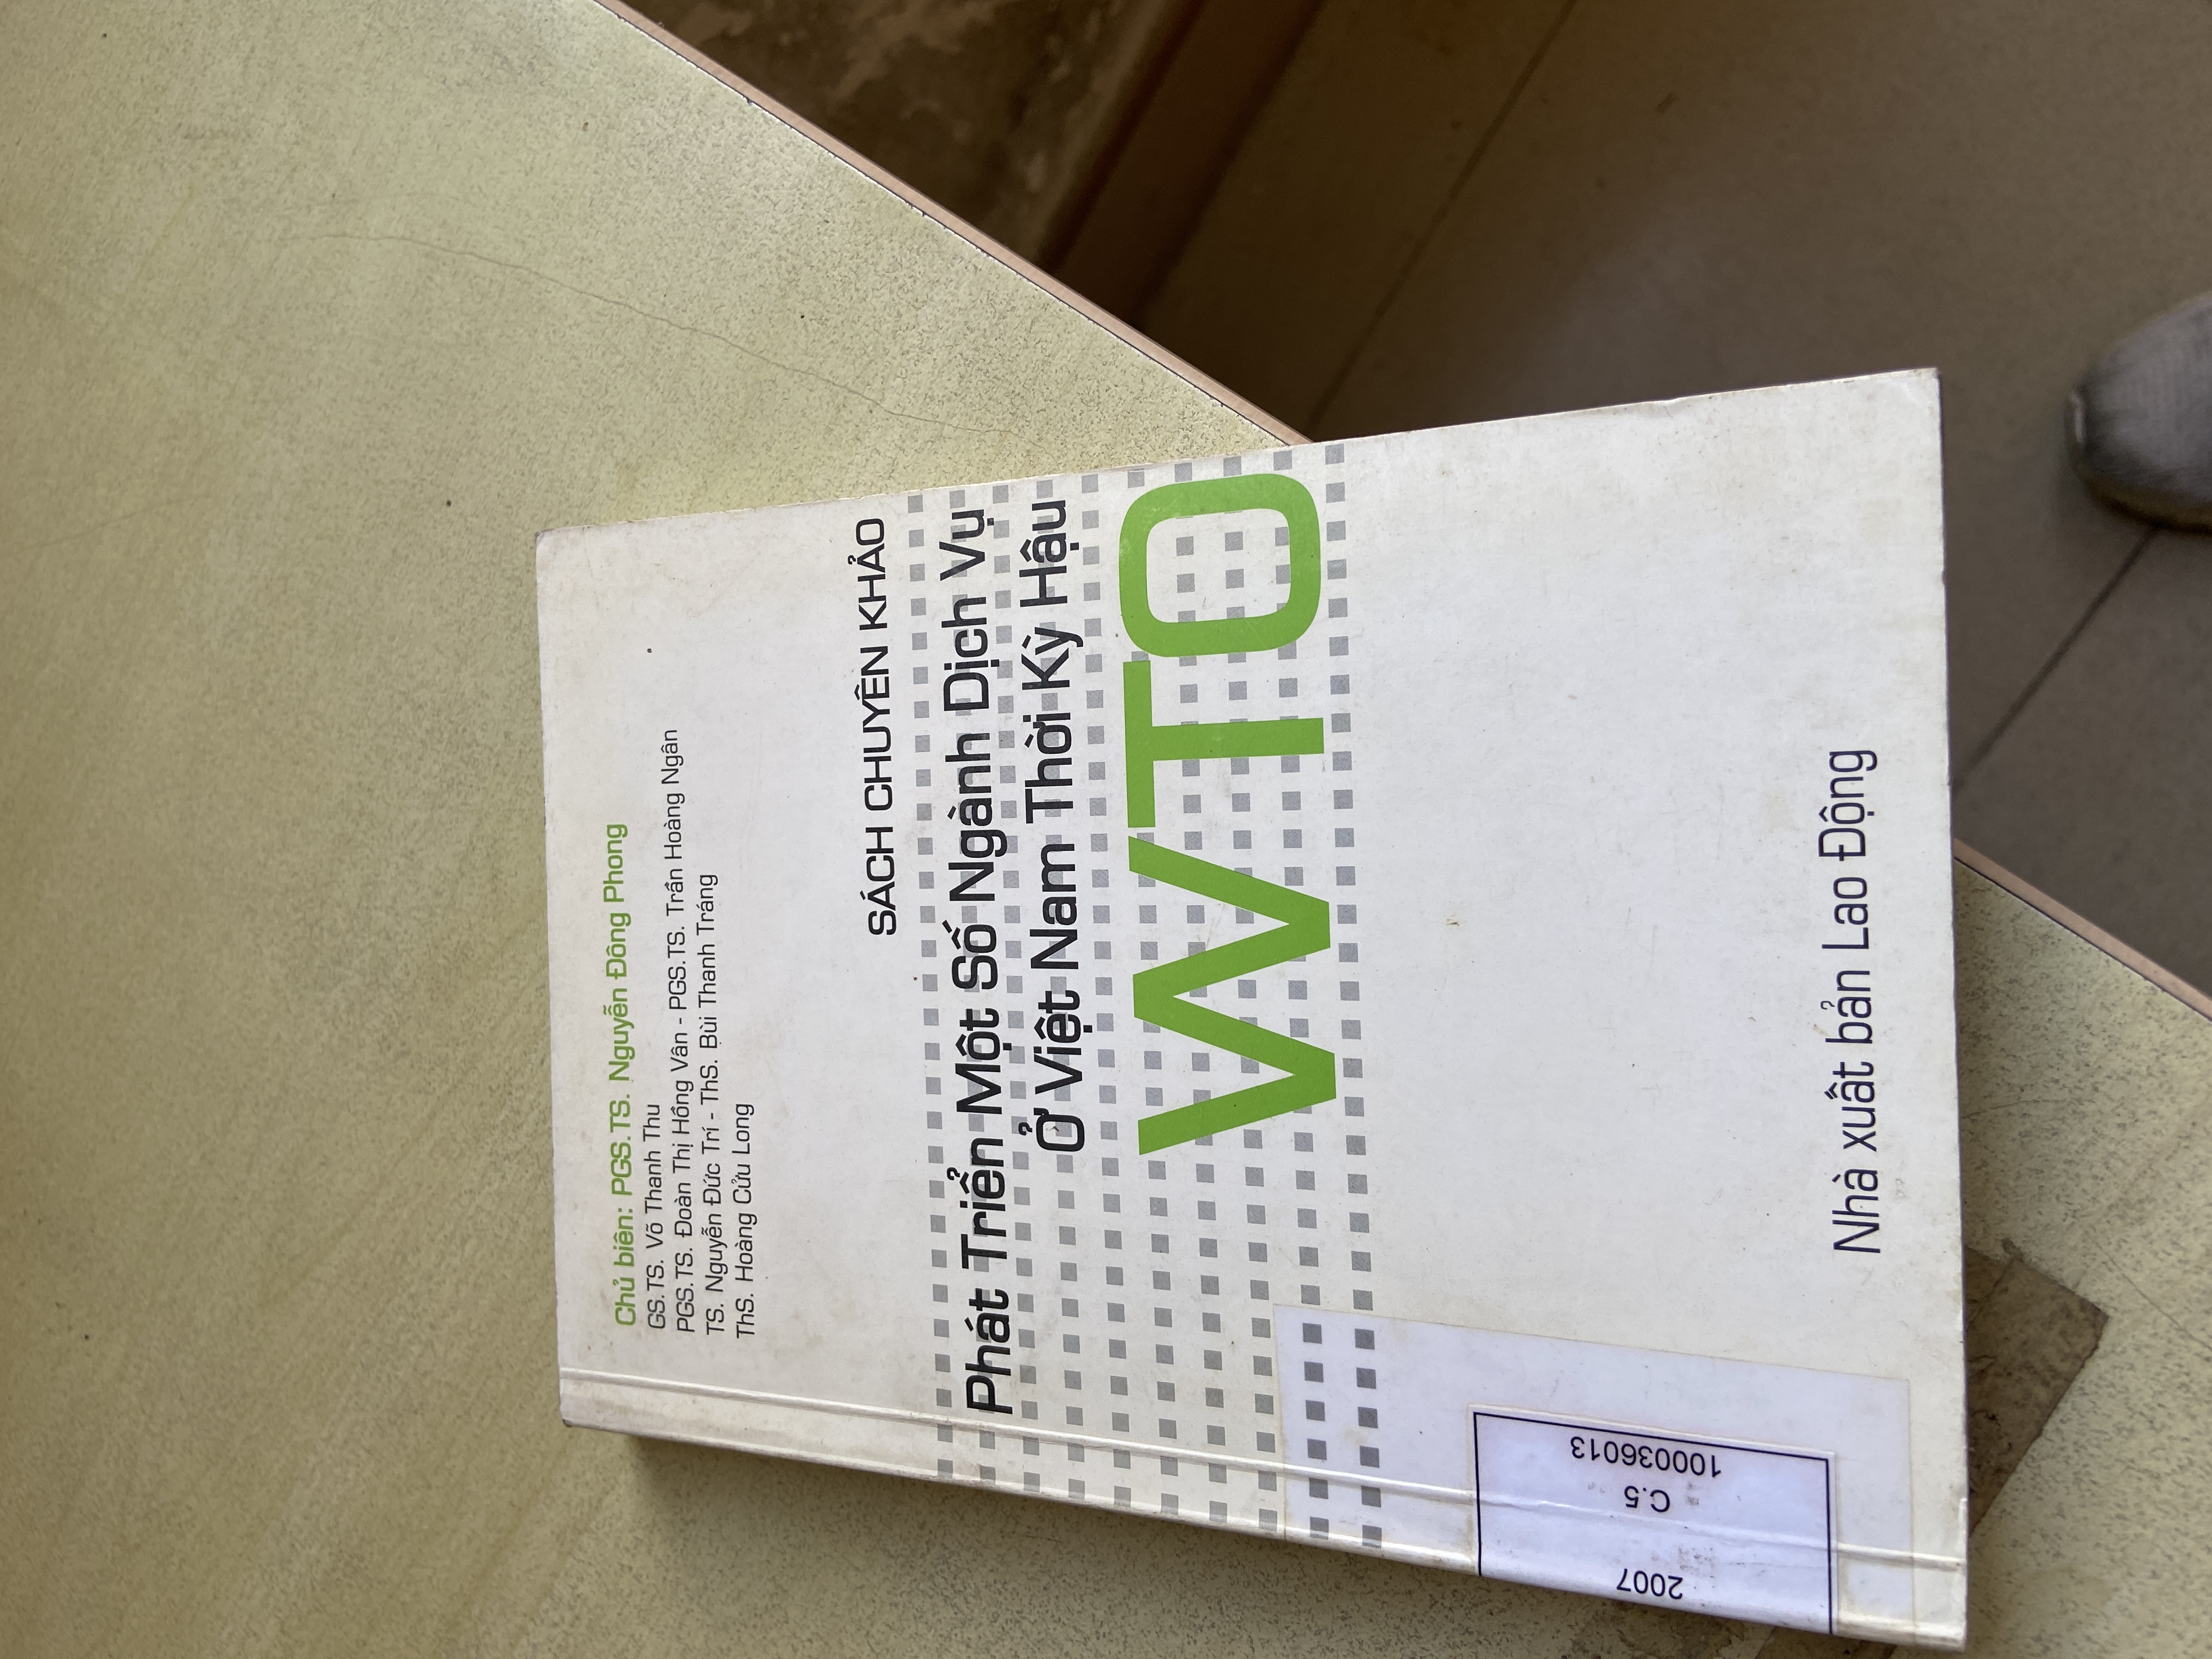 Chủ biên: PGS.TS. Nguyễn Đông Phong
GS.TS. Võ Thanh Thu
PGS.TS. Đoàn Thị Hồng Vân - PGS.TS. Trần Hoàng Ngân
TS. Nguyễn Đức Trí - ThS. Bùi Thanh Tráng
ThS. Hoàng Cửu Long
SÁCH CHUYÊN KHẢO
Phát Triển Một Số Ngành Dịch Vụ
Ở Việt Nam Thời Kỳ Hậu
WTO
2007
C.5
100036013
Nhà xuất bản Lao Động